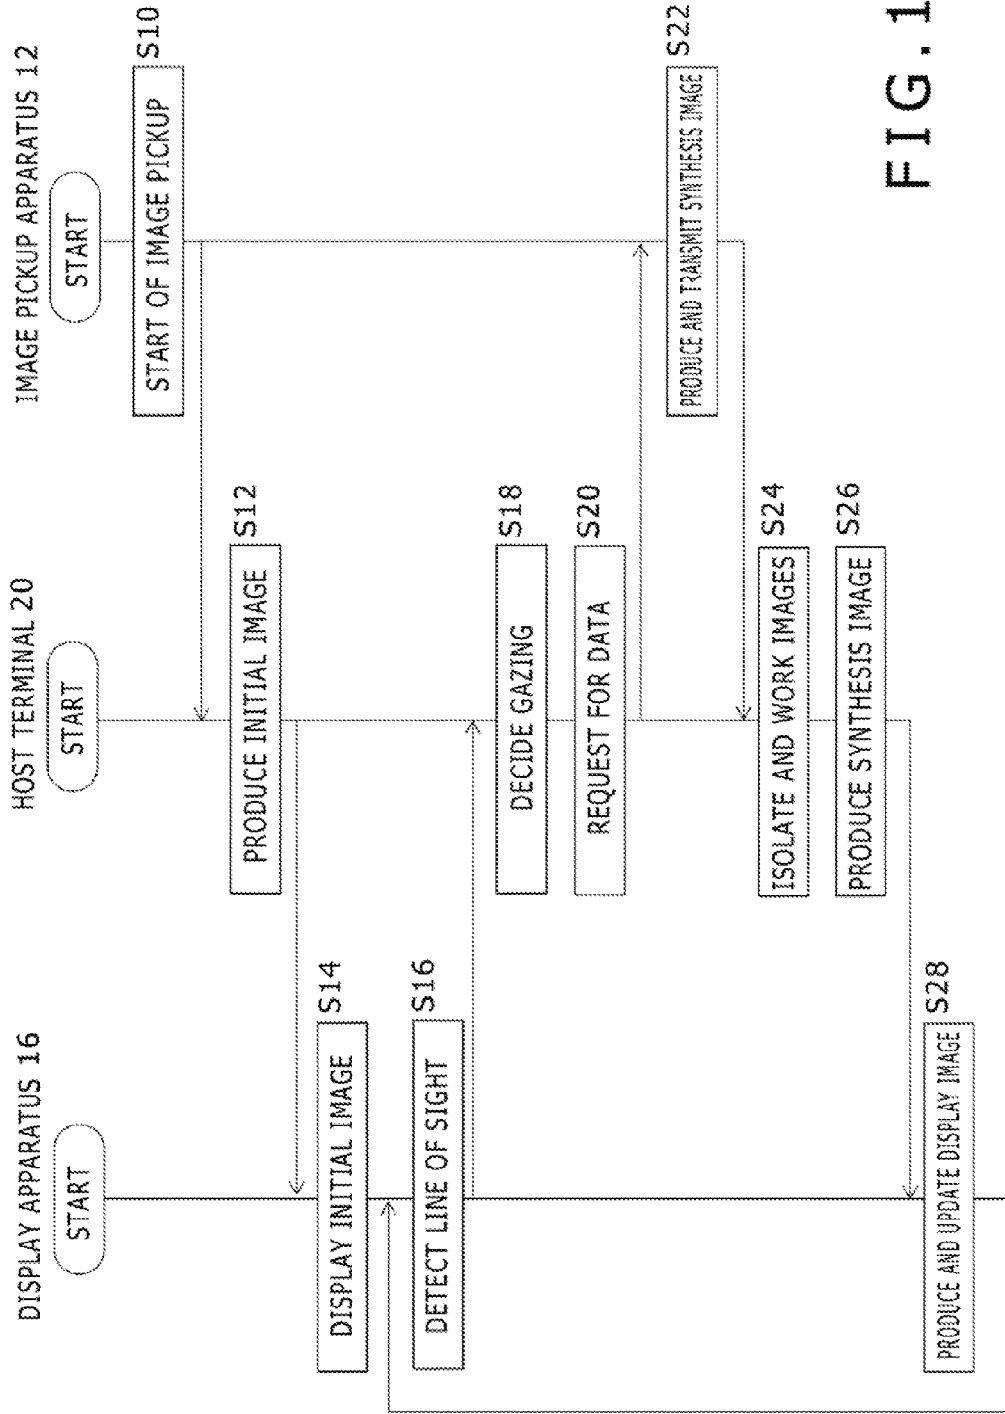 DISPLAY APPARATUS 16
HOST TERMINAL 20
IMAGE PICKUP APPARATUS 12
START
START
START
START OF IMAGE PICKUP
S10
PRODUCE INITIAL IMAGE
S12
DISPLAY INITIAL IMAGE
S14
DETECT LINE OF SIGHT
S16
DECIDE GAZING
S18
REQUEST FOR DATA
S20
PRODUCE AND TRANSMIT SYNTHESIS IMAGE
S22
ISOLATE AND WORK IMAGES
S24
PRODUCE SYNTHESIS IMAGE
S26
PRODUCE AND UPDATE DISPLAY IMAGE
S28
FIG.1